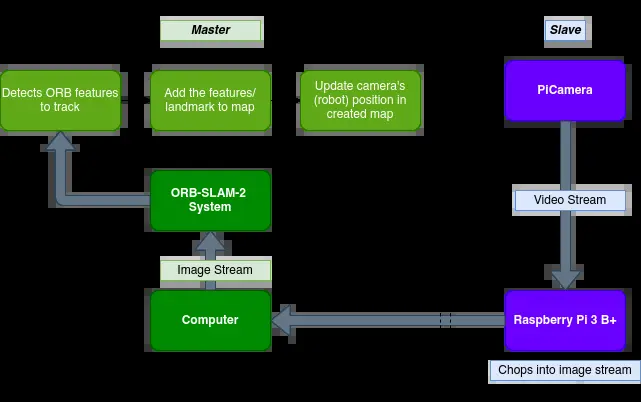 Master
Slave
Detects ORB features
to track
Add the features/
landmark to map
Update camera's
(robot) position in
created map
PiCamera
ORB-SLAM-2
System
Video Stream
Image Stream
Computer
Raspberry Pi 3 B+
Chops into image stream